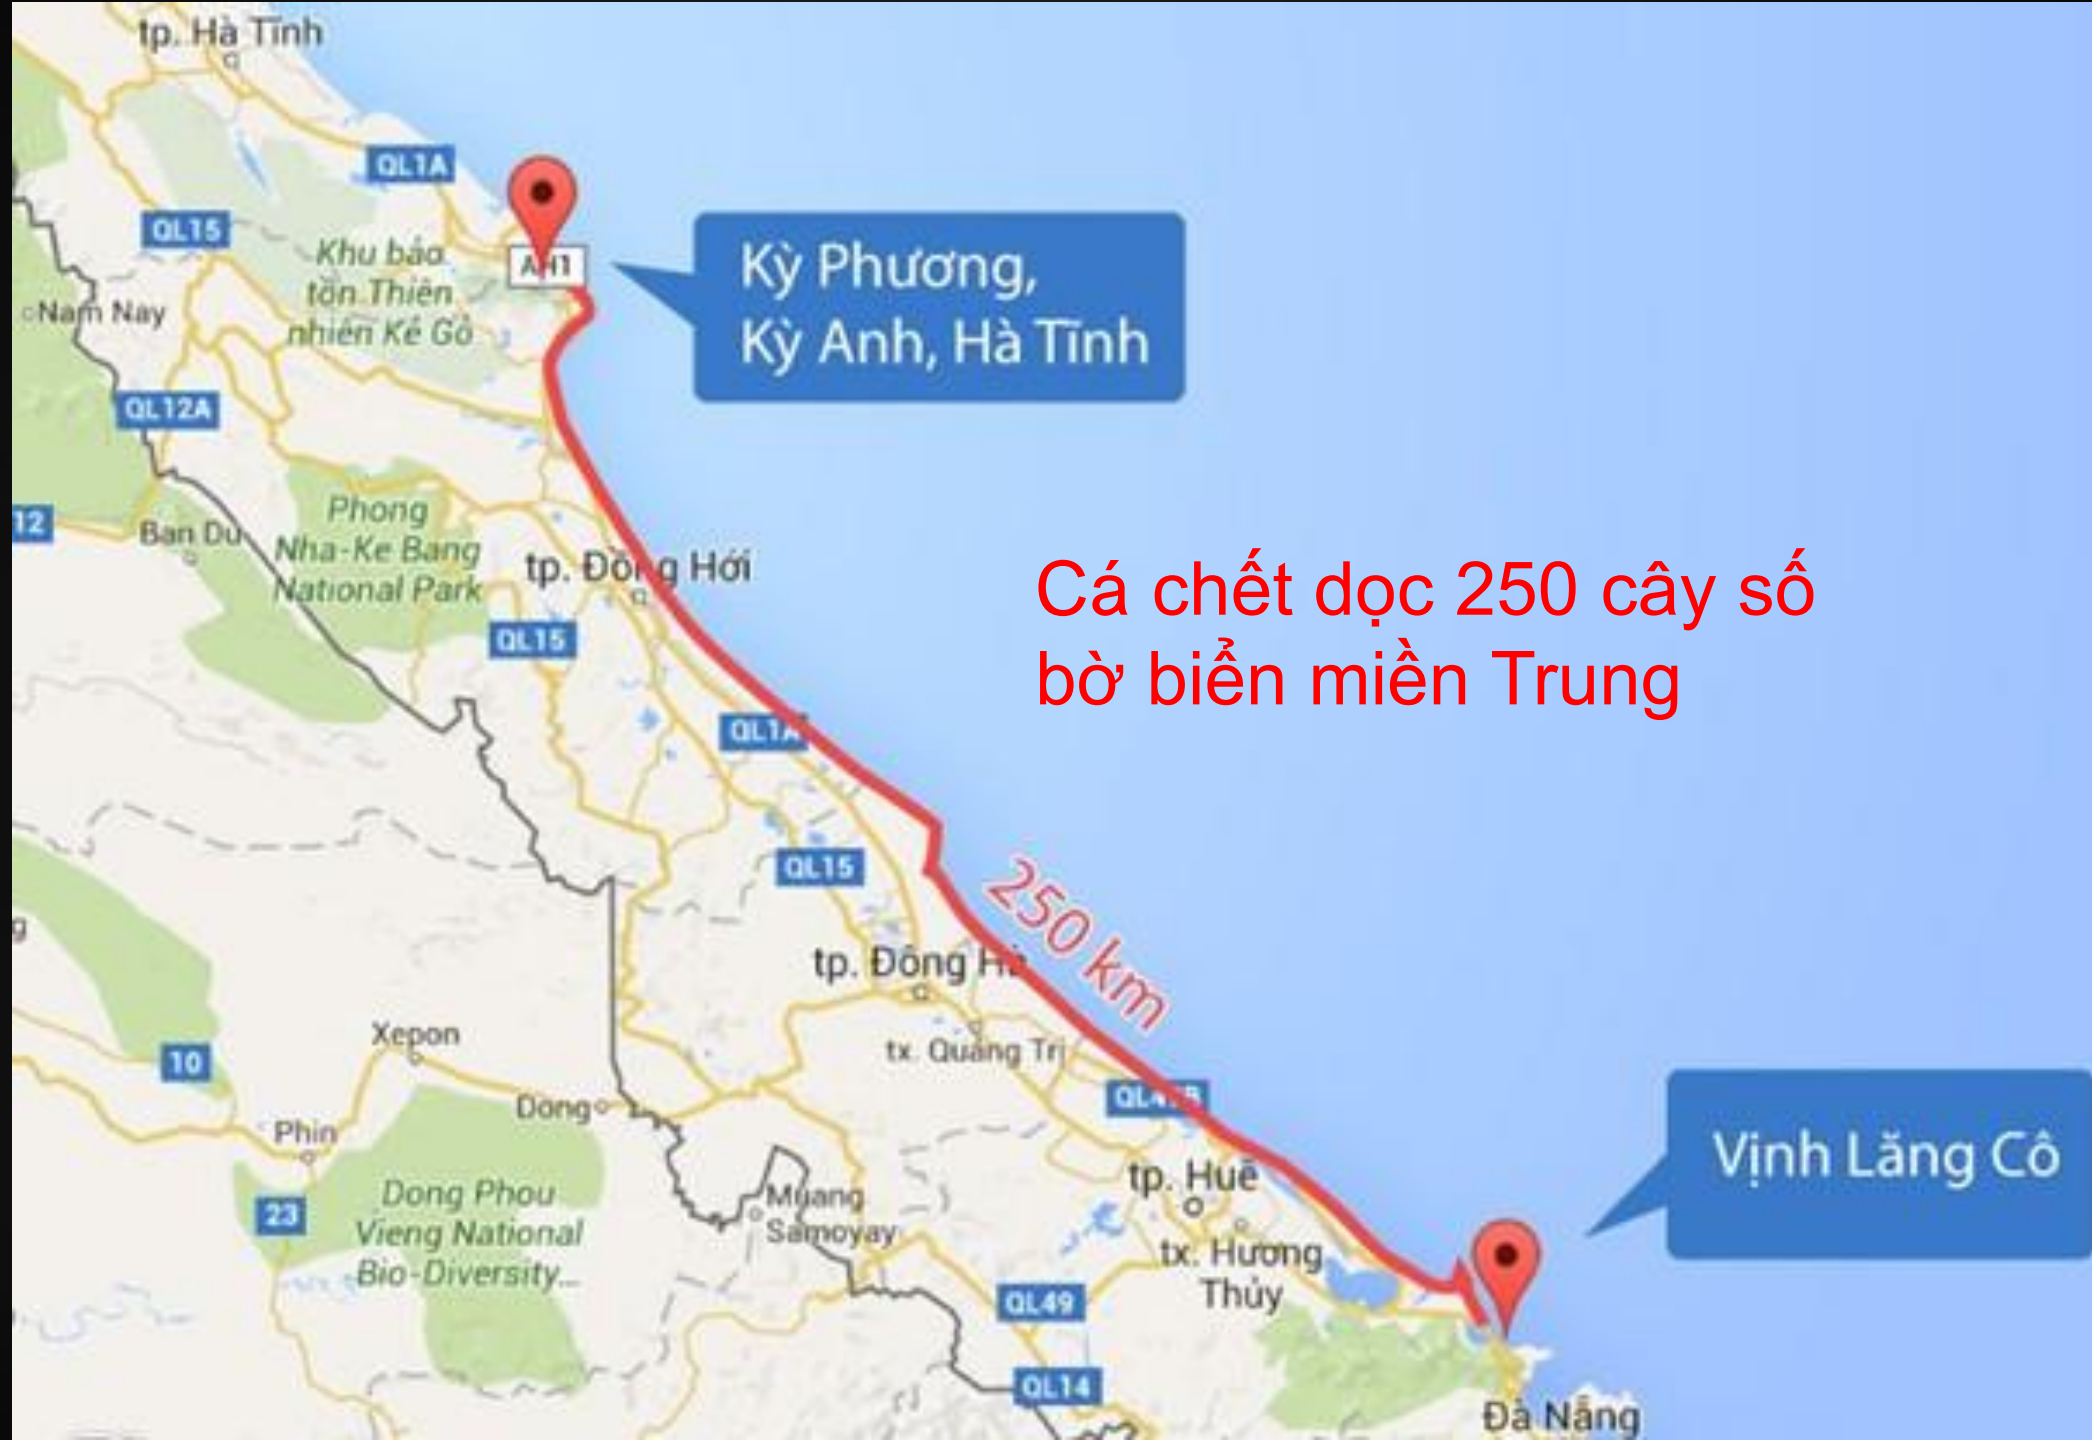 tp. Hà Tĩnh
QL1A
QL15
Khu bảo
tồn Thiên
nhiên Kẻ Gỗ
AH1
Kỳ Phương,
Kỳ Anh, Hà Tĩnh
Nam Nay
QL12A
12
Ban Du
Phong
Nha-Ke Bang
National Park
tp. Đồng Hới
QL15
Cá chết dọc 250 cây số
bờ biển miền Trung
QL1A
QL15
250 km
tp. Đông Hà
tx. Quảng Trị
Xepon
10
Dong
Phin
QL49B
Vịnh Lăng Cô
23
Dong Phou
Vieng National
Bio-Diversity...
Muang
Samoyay
tp. Huế
tx. Hương
Thủy
QL49
QL14
Đà Nẵng